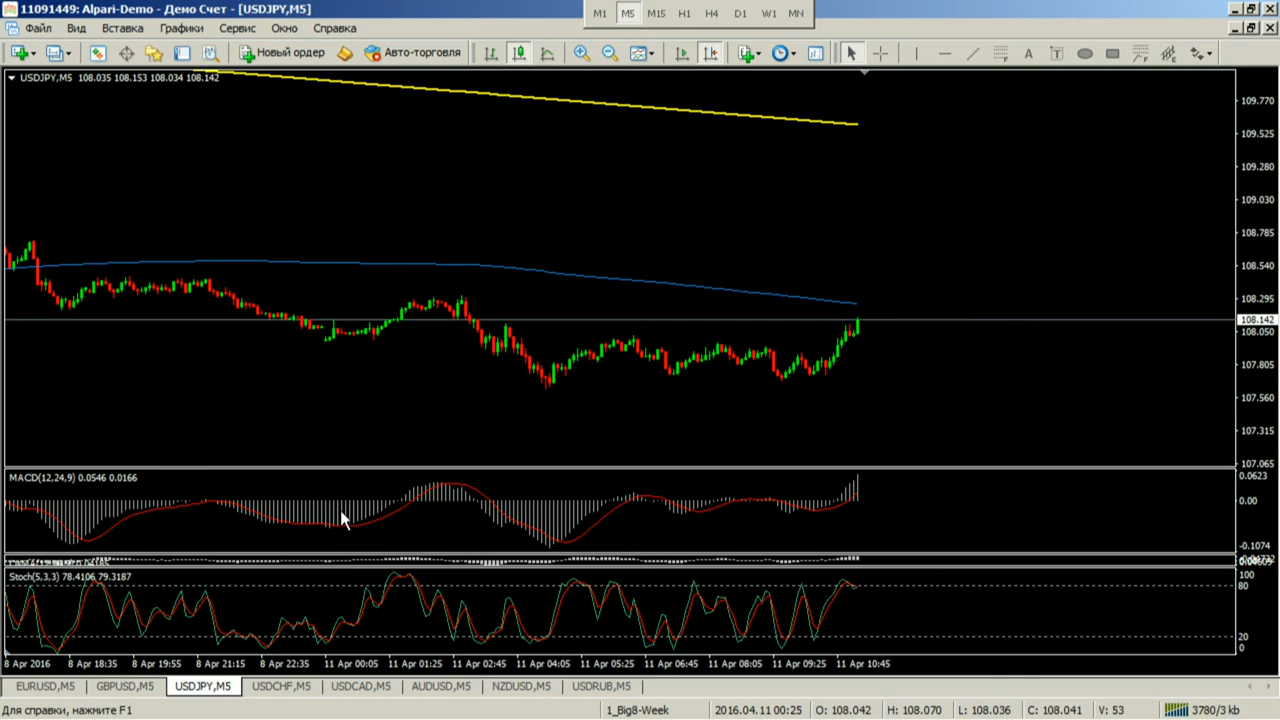 11091449: Alpari-Demo - Демо Счет - [USDJPY,M5]
M1 M5 M15 H1 H4 D1 W1 MN
Файл Вид Вставка Графики Сервис Окно Справка
Новый ордер Авто-торговля
USDJPY,M5 108.035 108.153 108.034 108.142
109.770
109.525
109.280
109.030
108.785
108.540
108.295
108.142
108.050
107.805
107.560
107.315
107.065
MACD(12,24,9) 0.0546 0.0166
0.0623
0.00
-0.1074
Stoch(5,3,3) 78.4106 79.3187
100
80
20
0
8 Apr 2016 8 Apr 18:35 8 Apr 19:55 8 Apr 21:15 8 Apr 22:35 11 Apr 00:05 11 Apr 01:25 11 Apr 02:45 11 Apr 04:05 11 Apr 05:25 11 Apr 06:45 11 Apr 08:05 11 Apr 09:25 11 Apr 10:45
EURUSD,M5 GBPUSD,M5 USDJPY,M5 USDCHF,M5 USDCAD,M5 AUDUSD,M5 NZDUSD,M5 USDRUB,M5
Для справки, нажмите F1 1_Big8-Week 2016.04.11 00:25 O: 108.042 H: 108.070 L: 108.036 C: 108.041 V: 53 3780/3 kb